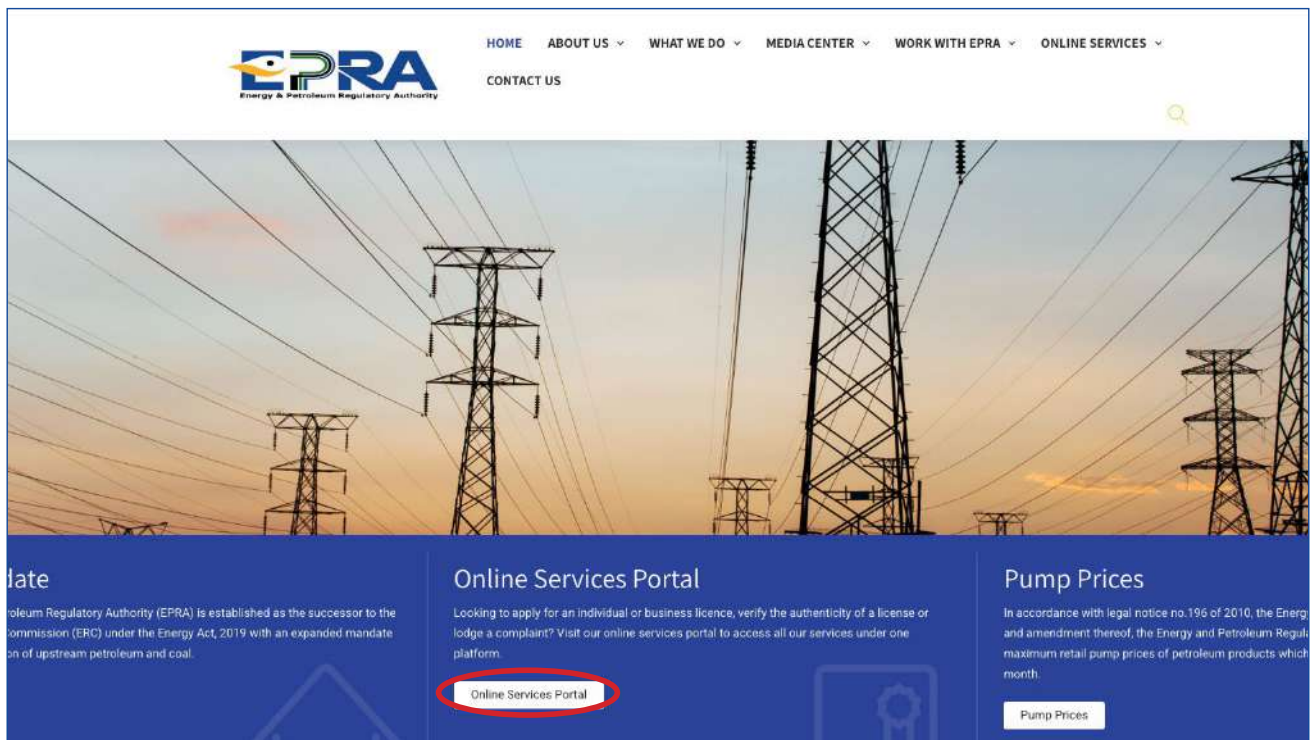 HOME ABOUT US WHAT WE DO MEDIA CENTER WORK WITH EPRA ONLINE SERVICES
CONTACT US
EPRA
Energy & Petroleum Regulatory Authority
date
roleum Regulatory Authority (EPRA) is established as the successor to the
Commission (ERC) under the Energy Act, 2019 with an expanded mandate
on of upstream petroleum and coal.
Online Services Portal
Looking to apply for an individual or business licence, verify the authenticity of a license or
lodge a complaint? Visit our online services portal to access all our services under one
platform.
Online Services Portal
Pump Prices
In accordance with legal notice no.196 of 2010, the Energy
and amendment thereof, the Energy and Petroleum Regula
maximum retail pump prices of petroleum products which
month.
Pump Prices